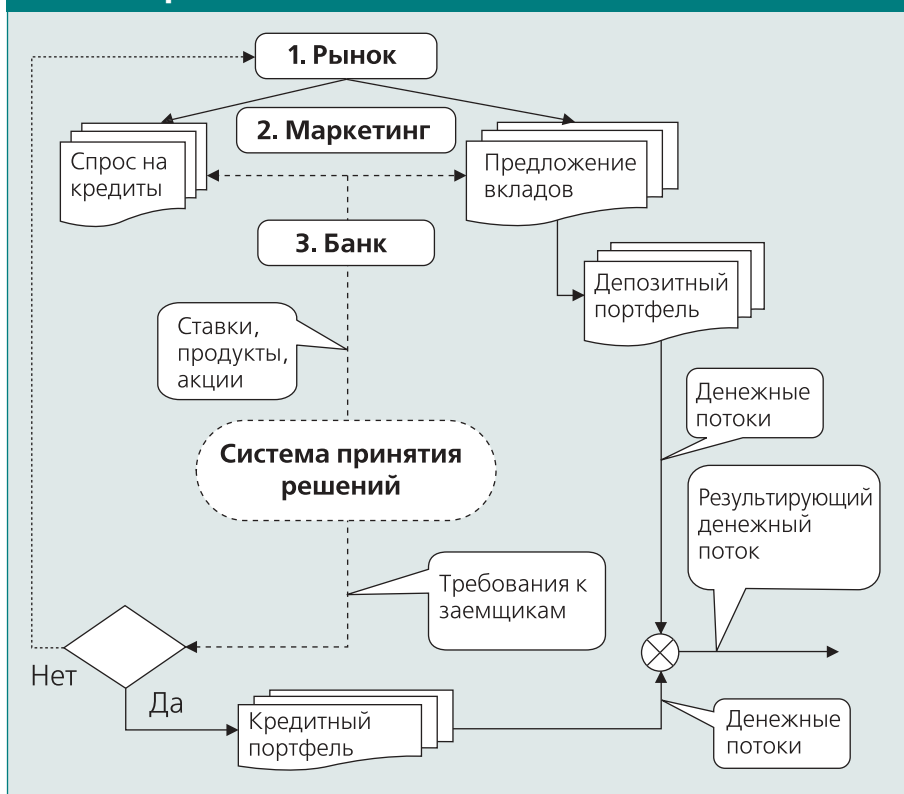 1. Рынок
2. Маркетинг
Спрос на
кредиты
Предложение
вкладов
3. Банк
Депозитный
портфель
Ставки,
продукты,
акции
Денежные
потоки
Система принятия
решений
Результирующий
денежный
поток
Требования к
заемщикам
Нет
Да
Кредитный
портфель
Денежные
потоки